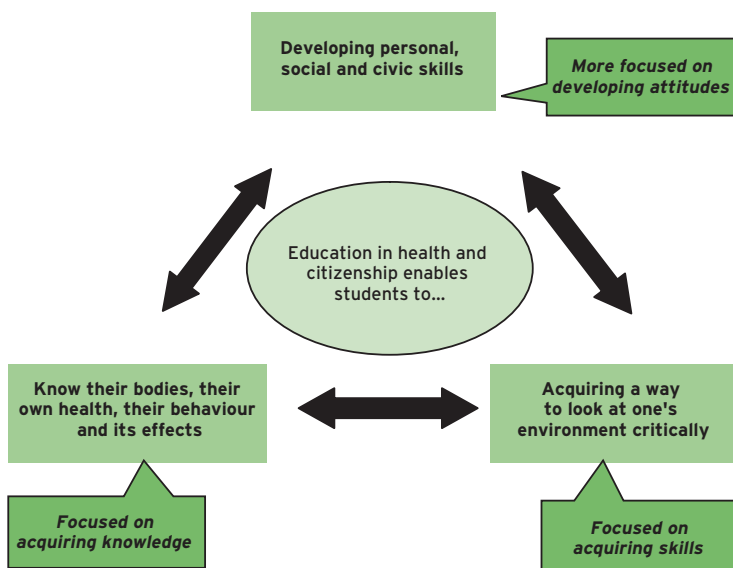 Developing personal,
social and civic skills
More focused on
developing attitudes
Education in health and
citizenship enables
students to...
Know their bodies, their
own health, their behaviour
and its effects
Acquiring a way
to look at one's
environment critically
Focused on
acquiring knowledge
Focused on
acquiring skills